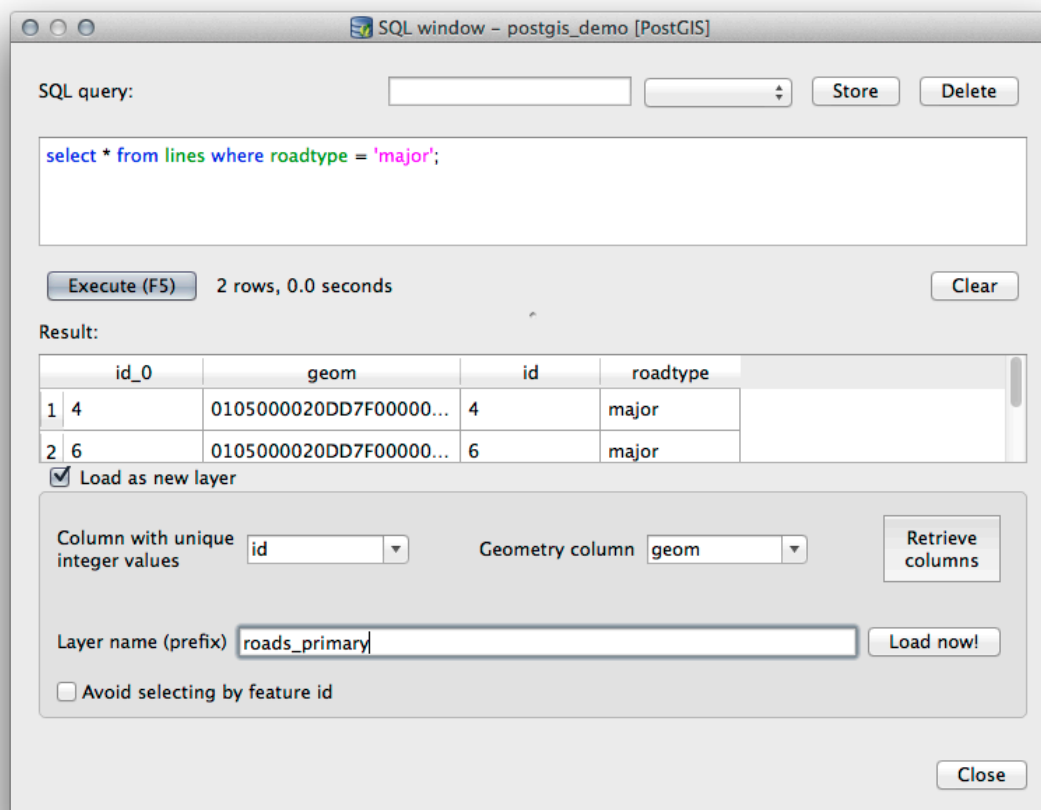 SQL window – postgis_demo [PostGIS]
SQL query:
Store
Delete
select * from lines where roadtype = 'major';
Execute (F5)
2 rows, 0.0 seconds
Clear
Result:
id_0 geom id roadtype
1 4 0105000020DD7F00000... 4 major
2 6 0105000020DD7F00000... 6 major
Load as new layer
Column with unique
integer values
id
Geometry column
geom
Retrieve
columns
Layer name (prefix)
roads_primary
Load now!
Avoid selecting by feature id
Close